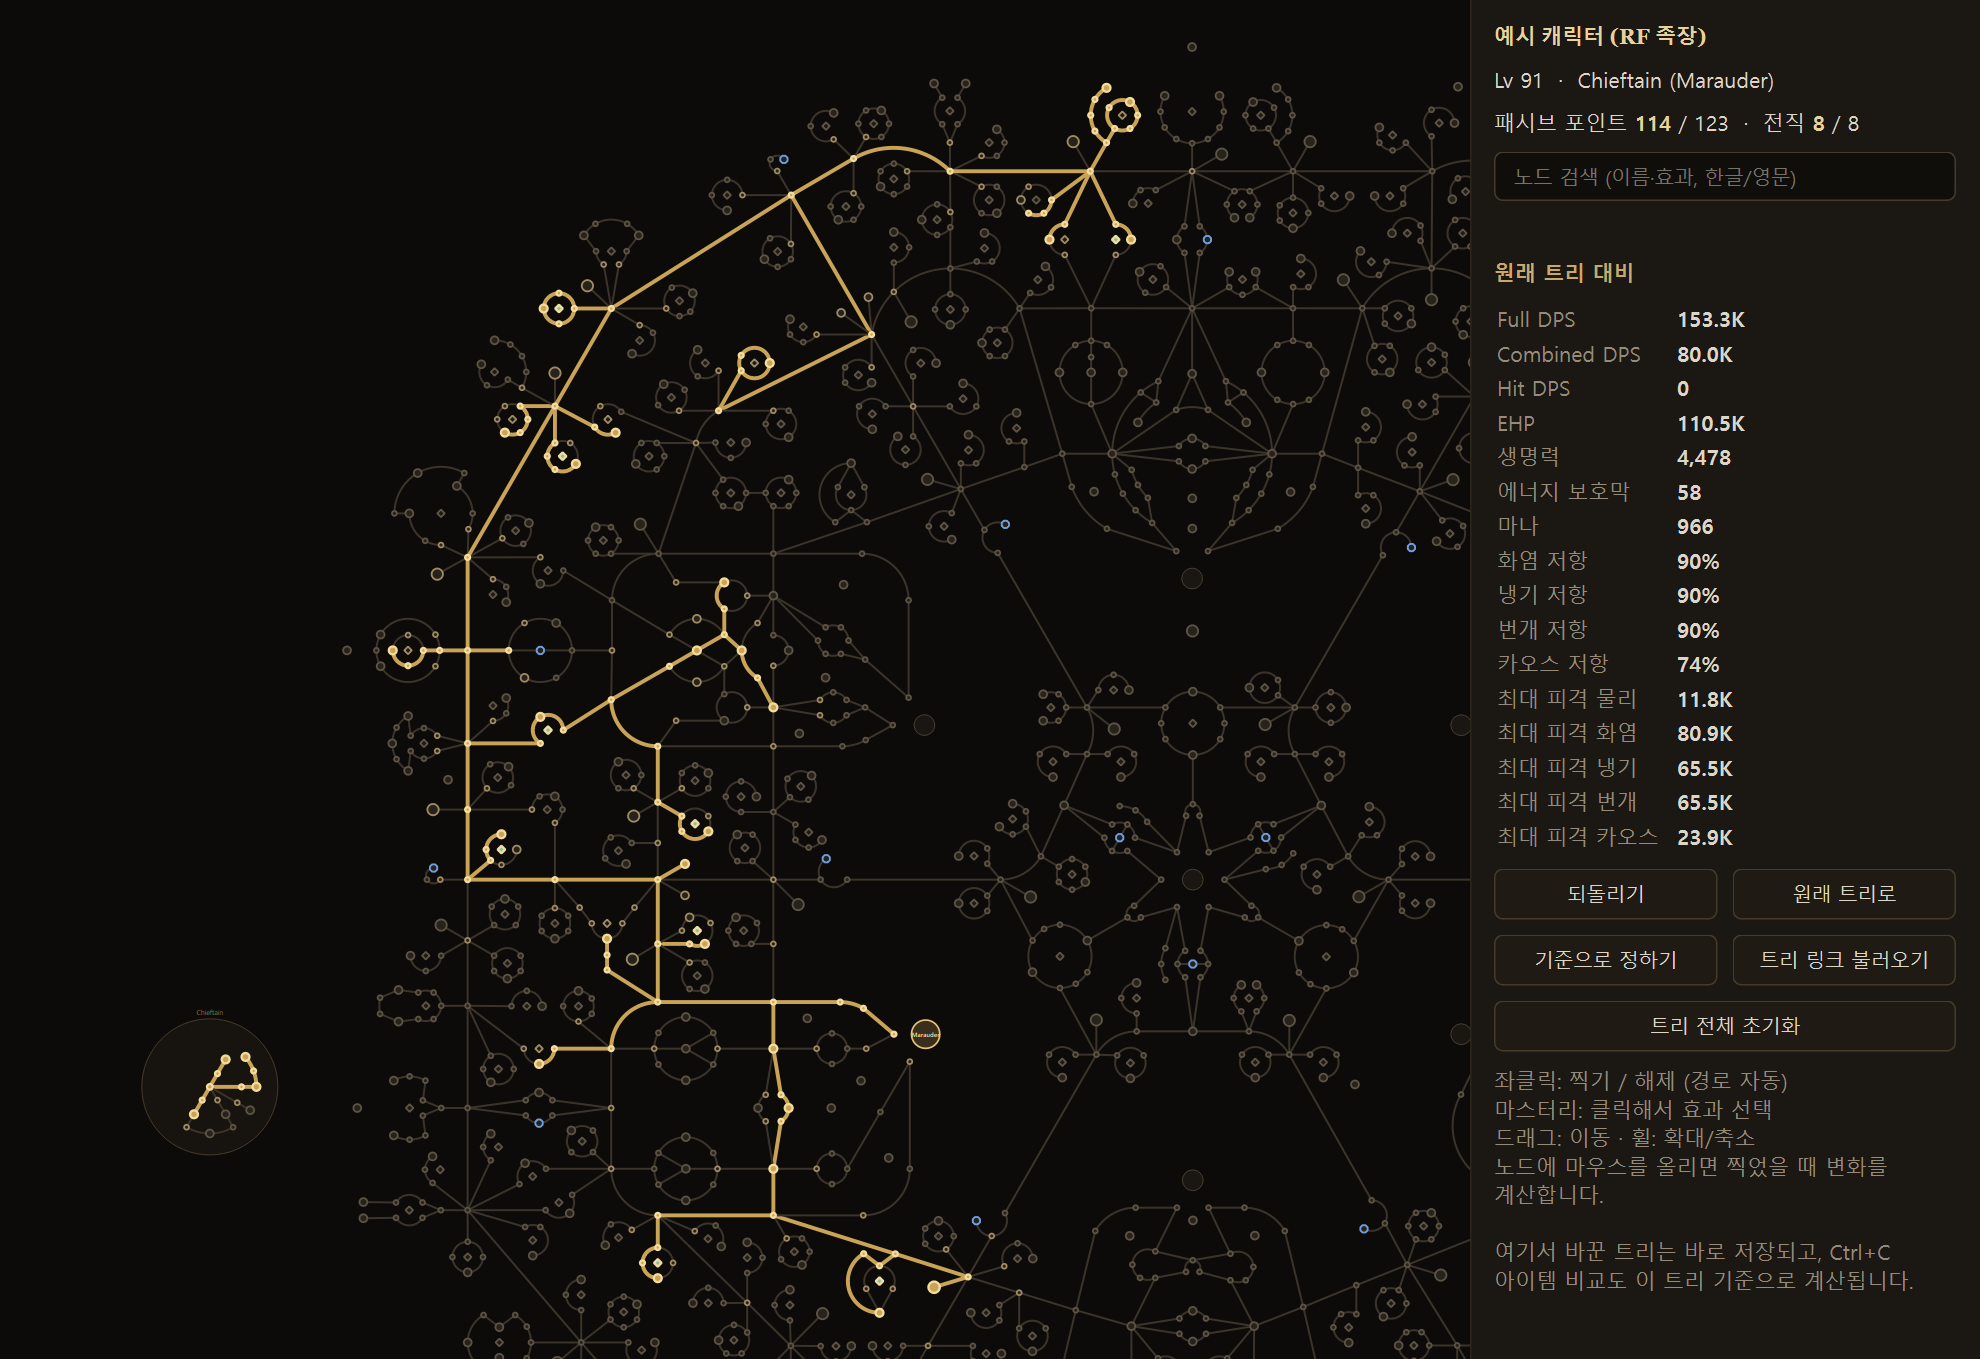 예시 캐릭터 (RF 족장)
Lv 91 · Chieftain (Marauder)
패시브 포인트 114 / 123 · 전직 8 / 8
노드 검색 (이름·효과, 한글/영문)
원래 트리 대비
Full DPS 153.3K
Combined DPS 80.0K
Hit DPS 0
EHP 110.5K
생명력 4,478
에너지 보호막 58
마나 966
화염 저항 90%
냉기 저항 90%
번개 저항 90%
카오스 저항 74%
최대 피격 물리 11.8K
최대 피격 화염 80.9K
최대 피격 냉기 65.5K
최대 피격 번개 65.5K
최대 피격 카오스 23.9K
되돌리기 원래 트리로
기준으로 정하기 트리 링크 불러오기
트리 전체 초기화
좌클릭: 찍기 / 해제 (경로 자동)
마스터리: 클릭해서 효과 선택
드래그: 이동 · 휠: 확대/축소
노드에 마우스를 올리면 찍었을 때 변화를
계산합니다.
여기서 바꾼 트리는 바로 저장되고, Ctrl+C
아이템 비교도 이 트리 기준으로 계산됩니다.
Chieftain
Marauder